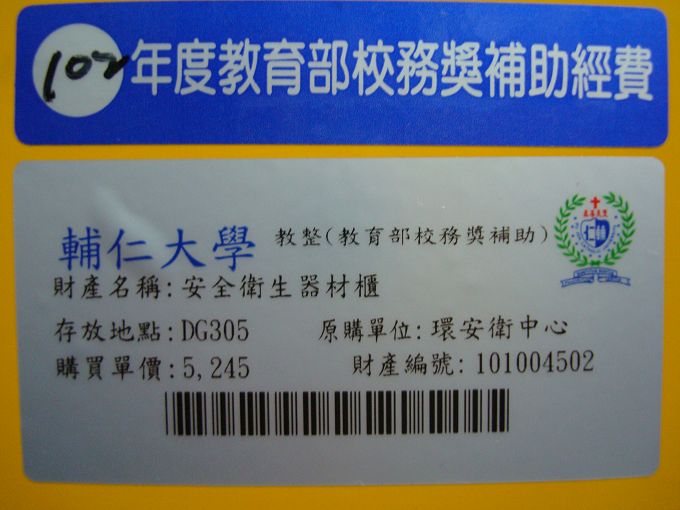 102年度教育部校務獎補助經費
輔仁大學 教整(教育部校務獎補助)
財產名稱:安全衛生器材櫃
存放地點:DG305 原購單位:環安衛中心
購買單價:5,245 財產編號:101004502